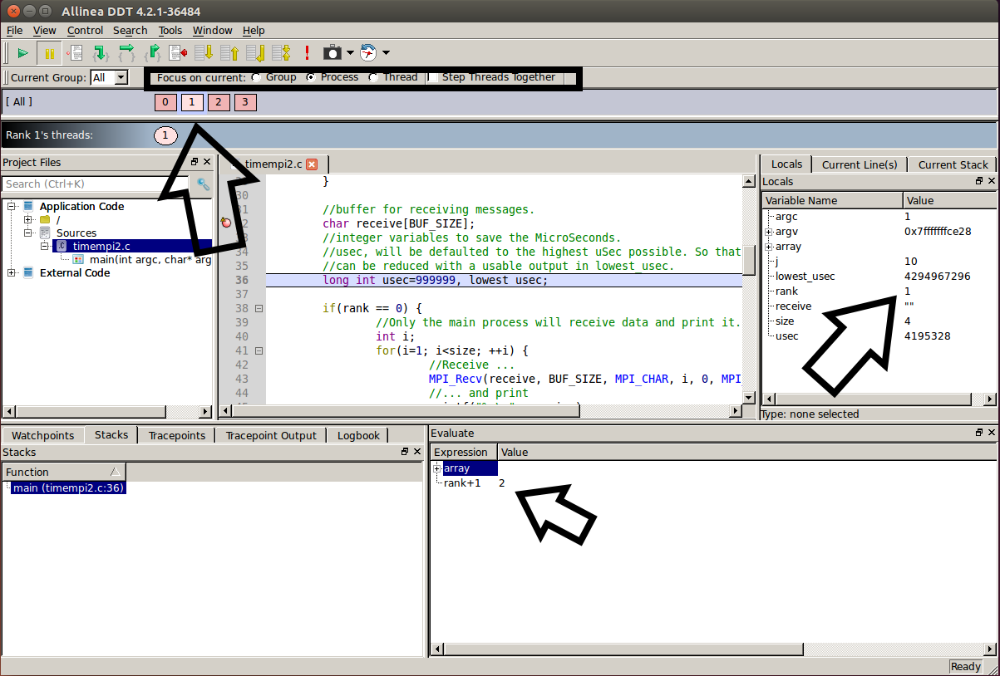 Allinea DDT 4.2.1-36484
File View Control Search Tools Window Help
Current Group: All Focus on current: Group Process Thread Step Threads Together
[ All ] 0 1 2 3
Rank 1's threads: 1
Project Files
Search (Ctrl+K)
Application Code
/
Sources
timempi2.c
main(int argc, char* arg
External Code
timempi2.c
}
30
31 //buffer for receiving messages.
char receive[BUF_SIZE];
//integer variables to save the MicroSeconds.
34 //usec, will be defaulted to the highest uSec possible. So that
35 //can be reduced with a usable output in lowest_usec.
36 long int usec=999999, lowest_usec;
37
38 if(rank == 0) {
39 //Only the main process will receive data and print it.
40 int i;
41 for(i=1; i<size; ++i) {
42 //Receive ...
43 MPI_Recv(receive, BUF_SIZE, MPI_CHAR, i, 0, MPI_
44 //... and print
Locals Current Line(s) Current Stack
Locals
Variable Name Value
argc 1
argv 0x7fffffffce28
array
j 10
lowest_usec 4294967296
rank 1
receive ""
size 4
usec 4195328
Type: none selected
Watchpoints Stacks Tracepoints Tracepoint Output Logbook
Stacks
Function
main (timempi2.c:36)
Evaluate
Expression Value
array
rank+1 2
Ready